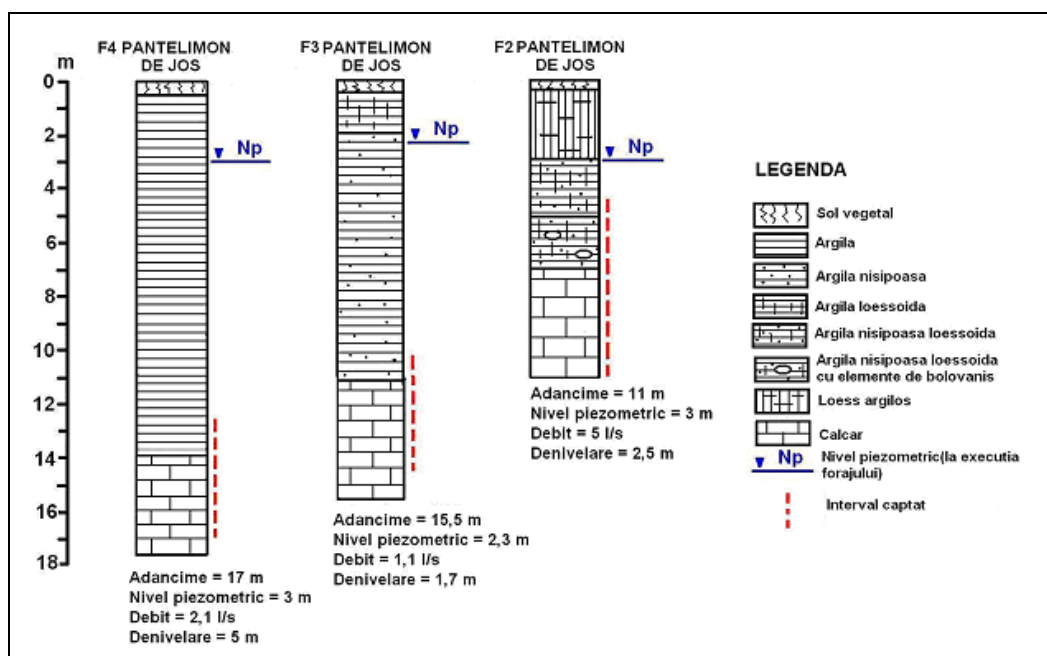 F4 PANTELIMON
DE JOS
F3 PANTELIMON
DE JOS
F2 PANTELIMON
DE JOS
m
0
2
4
6
8
10
12
14
16
18
Np
Np
Np
Adancime = 17 m
Nivel piezometric = 3 m
Debit = 2,1 l/s
Denivelare = 5 m
Adancime = 15,5 m
Nivel piezometric = 2,3 m
Debit = 1,1 l/s
Denivelare = 1,7 m
Adancime = 11 m
Nivel piezometric = 3 m
Debit = 5 l/s
Denivelare = 2,5 m
LEGENDA
Sol vegetal
Argila
Argila nisipoasa
Argila loessoida
Argila nisipoasa loessoida
Argila nisipoasa loessoida
cu elemente de bolovanis
Loess argilos
Calcar
Np
Nivel piezometric(la executia
forajului)
Interval captat